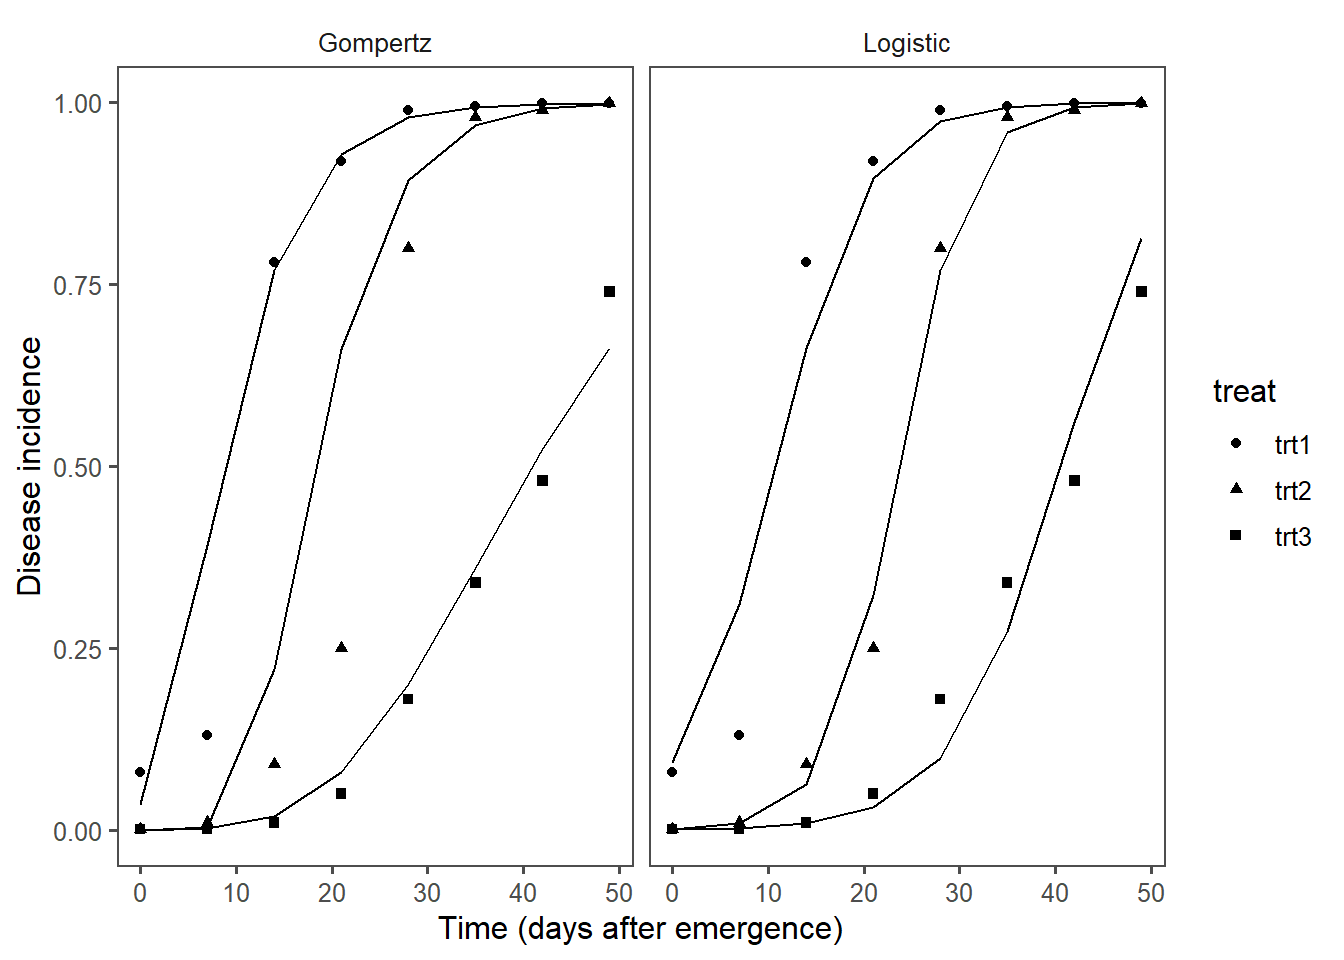 Gompertz
Logistic
1.00
0.75
0.50
0.25
0.00
Disease incidence
0 10 20 30 40 50
0 10 20 30 40 50
Time (days after emergence)
treat
trt1
trt2
trt3